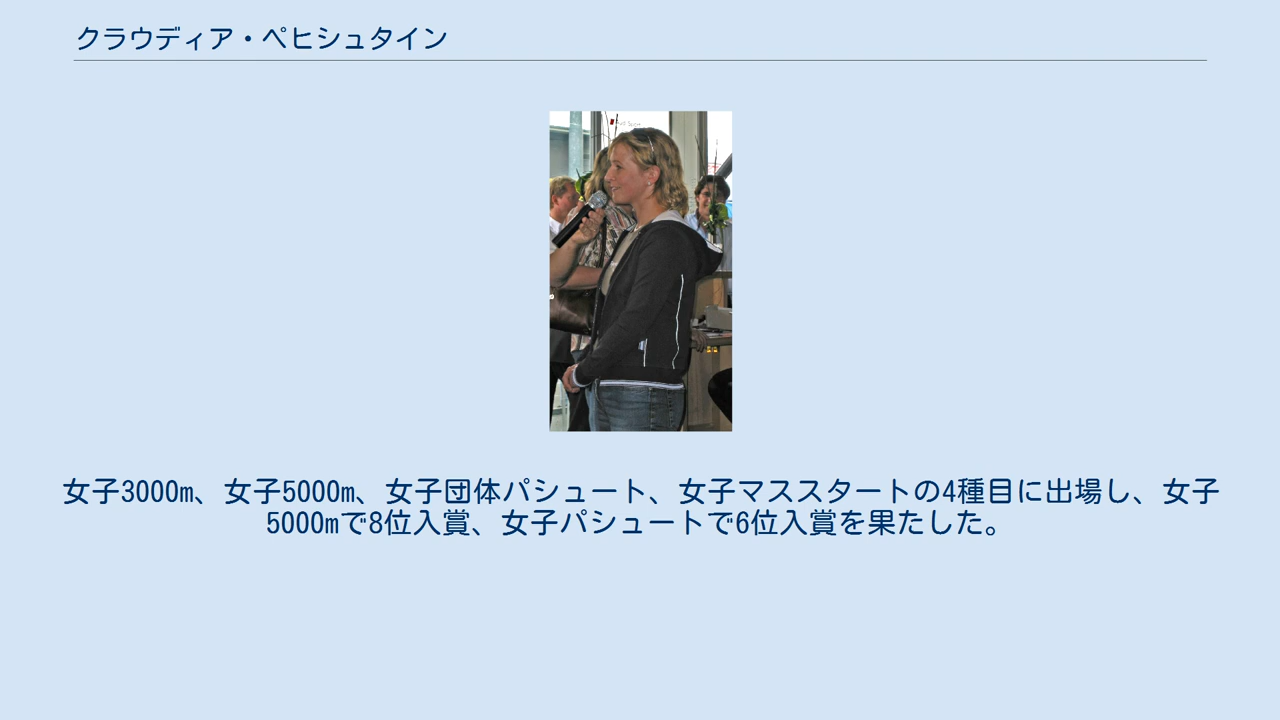 クラウディア・ペヒシュタイン
女子3000m、女子5000m、女子団体パシュート、女子マススタートの4種目に出場し、女子
5000mで8位入賞、女子パシュートで6位入賞を果たした。